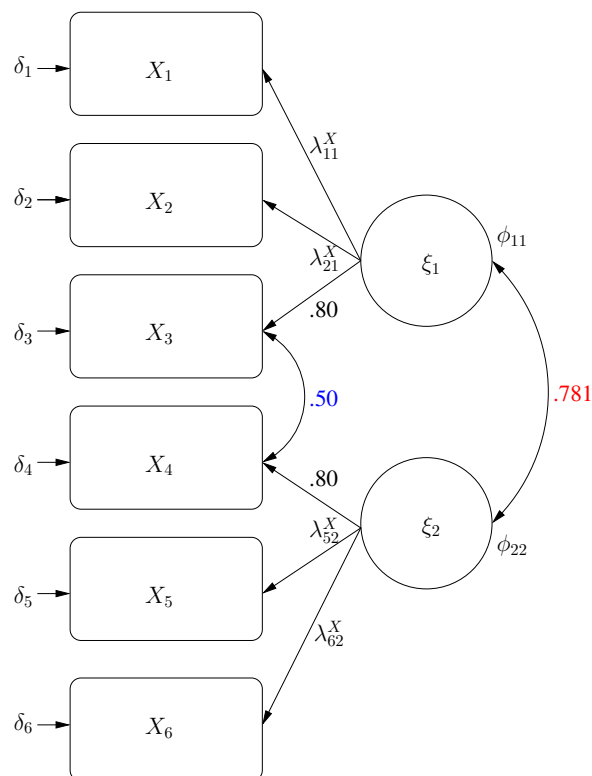 δ₁
X₁
λ₁₁ˣ
δ₂
X₂
λ₂₁ˣ
ξ₁
ϕ₁₁
.80
δ₃
X₃
.50
.781
δ₄
X₄
.80
λ₅₂ˣ
ξ₂
ϕ₂₂
δ₅
X₅
λ₆₂ˣ
δ₆
X₆